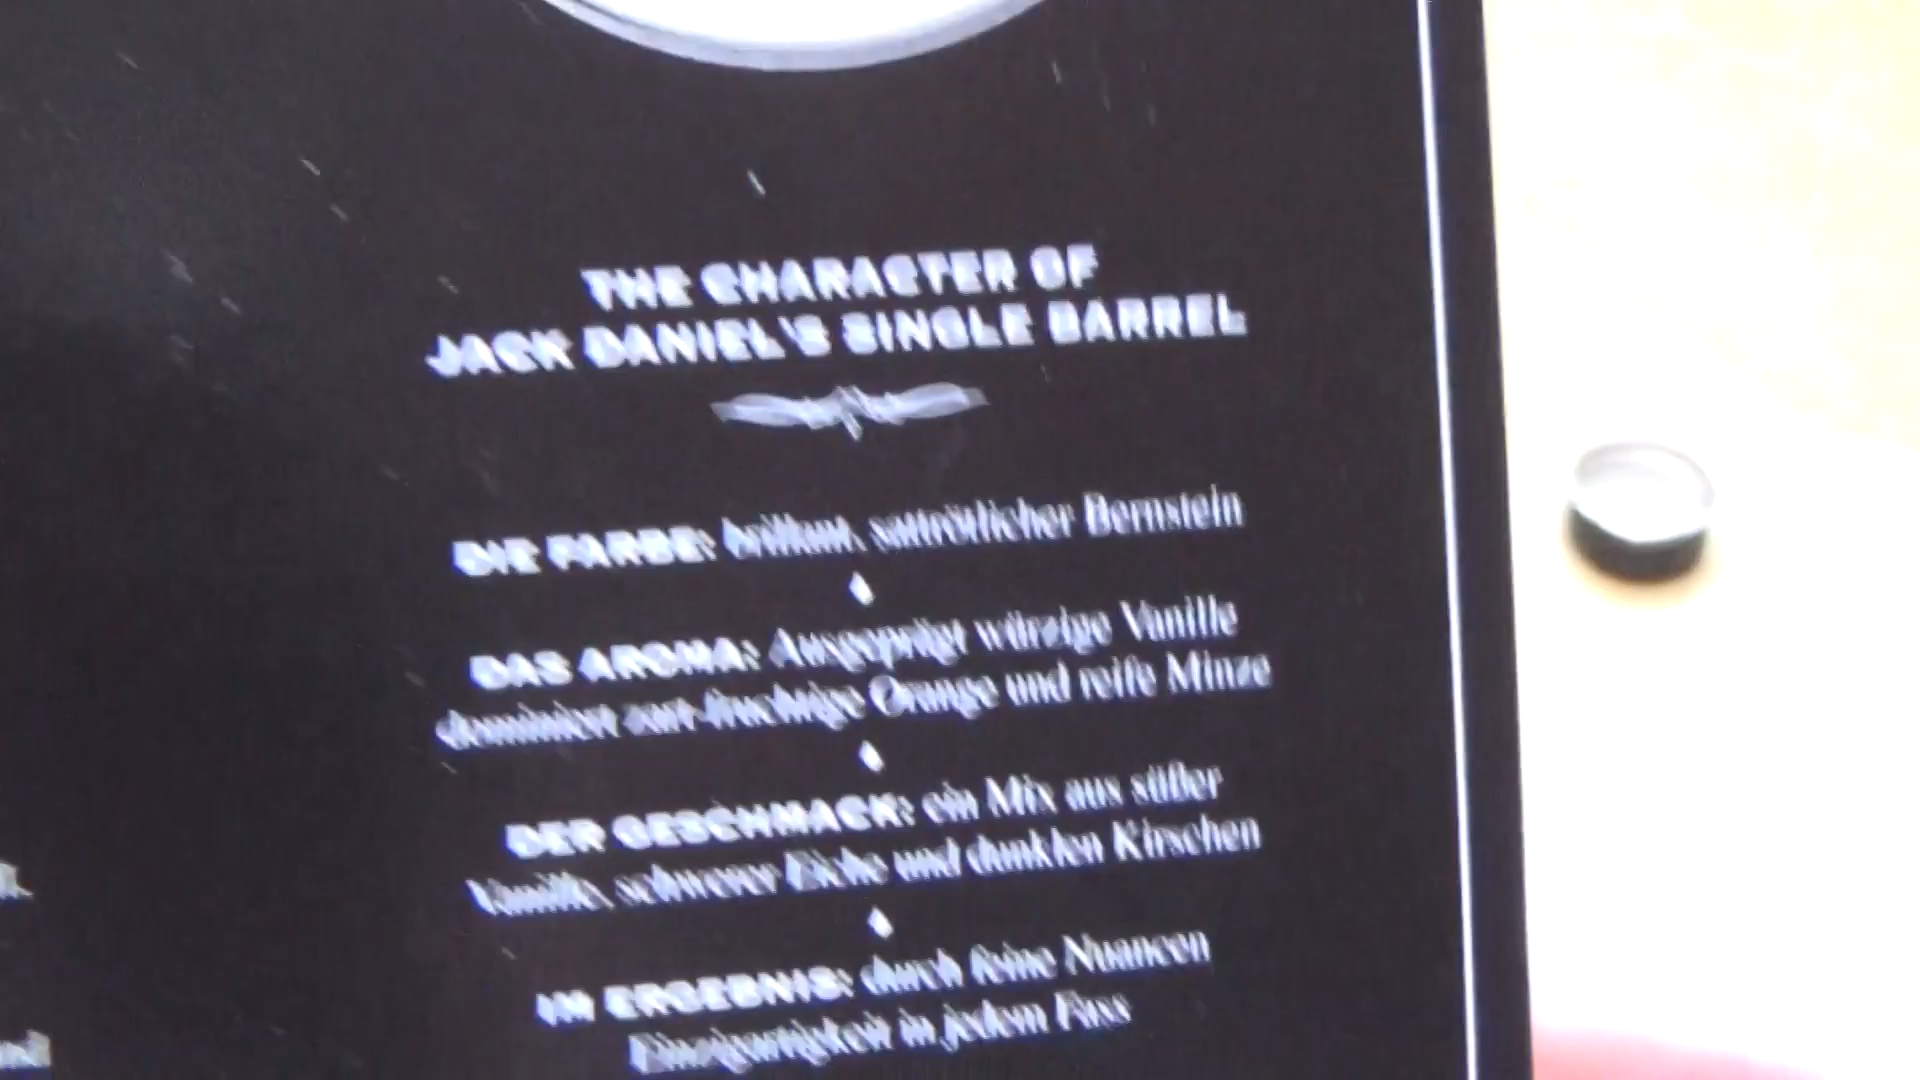 THE CHARACTER OF
JACK DANIEL'S SINGLE BARREL
DIE FARBE: brillant, sattrötlicher Bernstein
DAS AROMA: Ausgeprägt würzige Vanille
dominiert zart-fruchtige Orange und reife Minze
DER GESCHMACK: ein Mix aus süßer
Vanille, schwerer Eiche und dunklen Kirschen
IM ERGEBNIS: durch feine Nuancen
Einzigartigkeit in jedem Fass